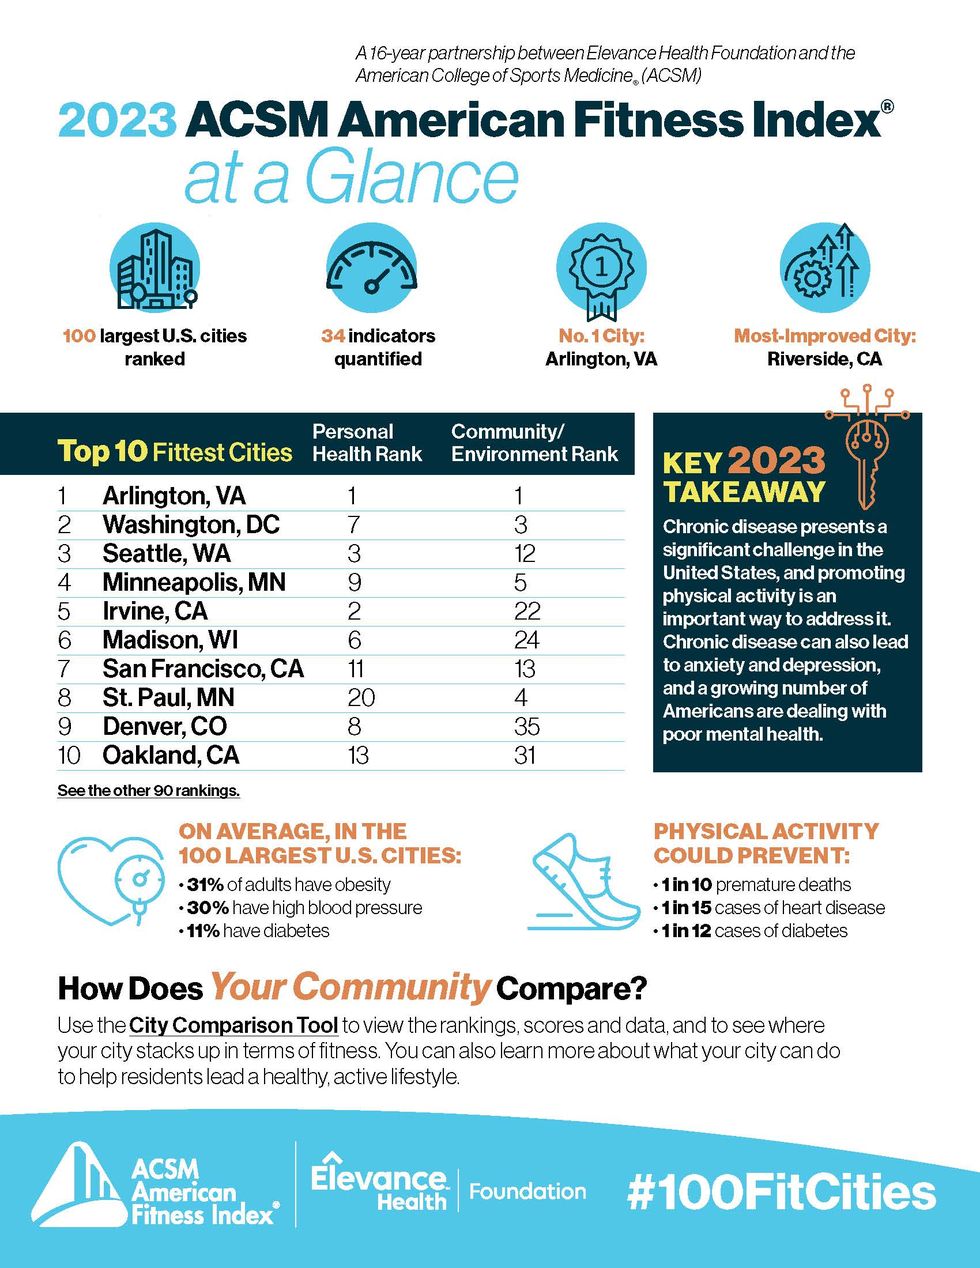 A 16-year partnership between Elevance Health Foundation and the
American College of Sports Medicine® (ACSM)
2023 ACSM American Fitness Index®
at a Glance
1
100 largest U.S. cities
ranked
34 indicators
quantified
No. 1 City:
Arlington, VA
Most-Improved City:
Riverside, CA
Top 10 Fittest Cities Personal Health Rank Community/ Environment Rank
1 Arlington, VA 1 1
2 Washington, DC 7 3
3 Seattle, WA 3 12
4 Minneapolis, MN 9 5
5 Irvine, CA 2 22
6 Madison, WI 6 24
7 San Francisco, CA 11 13
8 St. Paul, MN 20 4
9 Denver, CO 8 35
10 Oakland, CA 13 31
See the other 90 rankings.
KEY 2023
TAKEAWAY
Chronic disease presents a
significant challenge in the
United States, and promoting
physical activity is an
important way to address it.
Chronic disease can also lead
to anxiety and depression,
and a growing number of
Americans are dealing with
poor mental health.
ON AVERAGE, IN THE
100 LARGEST U.S. CITIES:
• 31% of adults have obesity
• 30% have high blood pressure
• 11% have diabetes
PHYSICAL ACTIVITY
COULD PREVENT:
• 1 in 10 premature deaths
• 1 in 15 cases of heart disease
• 1 in 12 cases of diabetes
How Does Your Community Compare?
Use the City Comparison Tool to view the rankings, scores and data, and to see where
your city stacks up in terms of fitness. You can also learn more about what your city can do
to help residents lead a healthy, active lifestyle.
ACSM
American
Fitness Index®
Elevance
Health
Foundation
#100FitCities